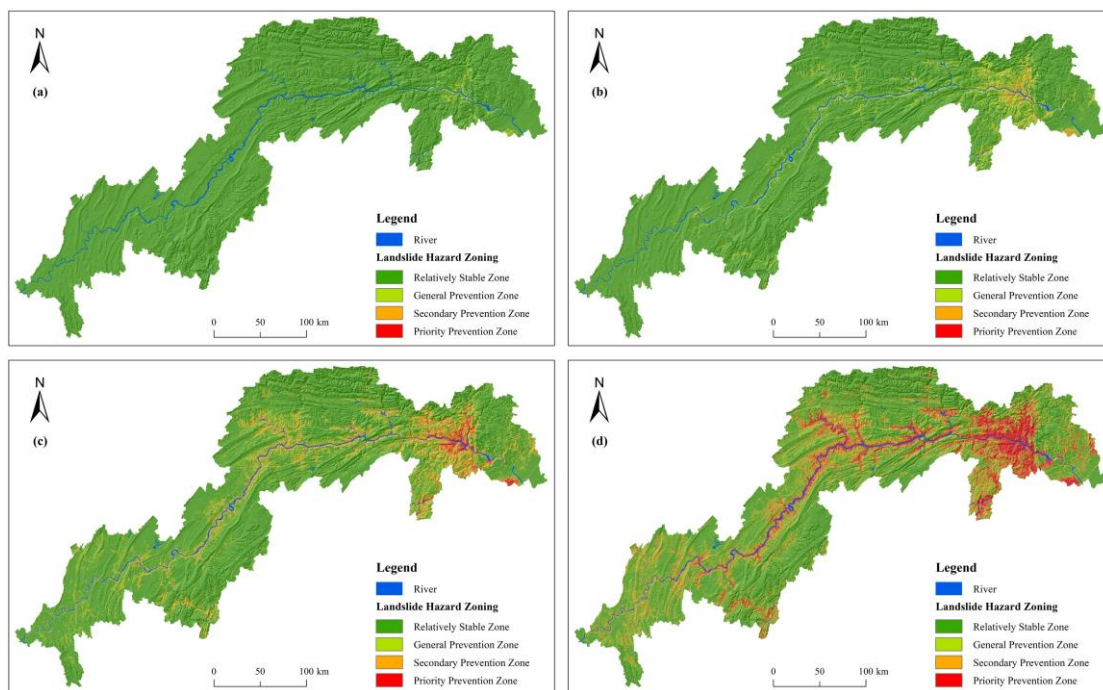 N
(a)
Legend
River
Landslide Hazard Zoning
Relatively Stable Zone
General Prevention Zone
Secondary Prevention Zone
Priority Prevention Zone
0 50 100 km
N
(b)
Legend
River
Landslide Hazard Zoning
Relatively Stable Zone
General Prevention Zone
Secondary Prevention Zone
Priority Prevention Zone
0 50 100 km
N
(c)
Legend
River
Landslide Hazard Zoning
Relatively Stable Zone
General Prevention Zone
Secondary Prevention Zone
Priority Prevention Zone
0 50 100 km
N
(d)
Legend
River
Landslide Hazard Zoning
Relatively Stable Zone
General Prevention Zone
Secondary Prevention Zone
Priority Prevention Zone
0 50 100 km